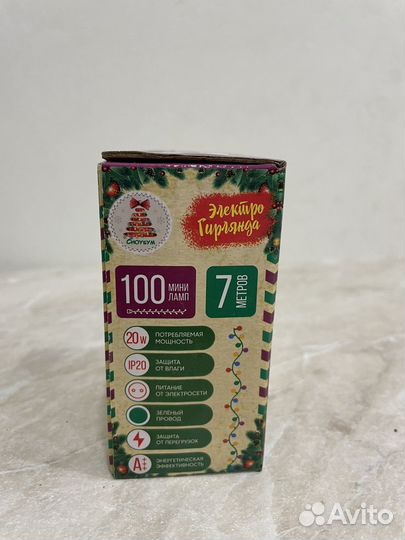 Электро
Гирлянда
СНОУБУМ
100 МИНИ
ЛАМП
7 МЕТРОВ
20W ПОТРЕБЛЯЕМАЯ
МОЩНОСТЬ
IP20 ЗАЩИТА
ОТ ВЛАГИ
ПИТАНИЕ
ОТ ЭЛЕКТРОСЕТИ
ЗЕЛЁНЫЙ
ПРОВОД
ЗАЩИТА
ОТ ПЕРЕГРУЗОК
A‡ ЭНЕРГЕТИЧЕСКАЯ
ЭФФЕКТИВНОСТЬ
Avito